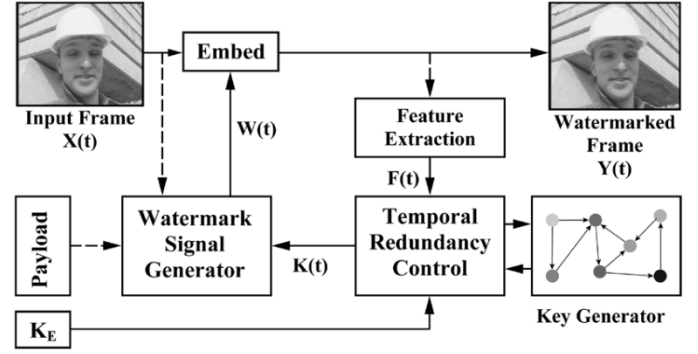 Embed
Input Frame
X(t)
W(t)
Feature
Extraction
Watermarked
Frame
Y(t)
F(t)
Payload
Watermark
Signal
Generator
K(t)
Temporal
Redundancy
Control
Key Generator
KE